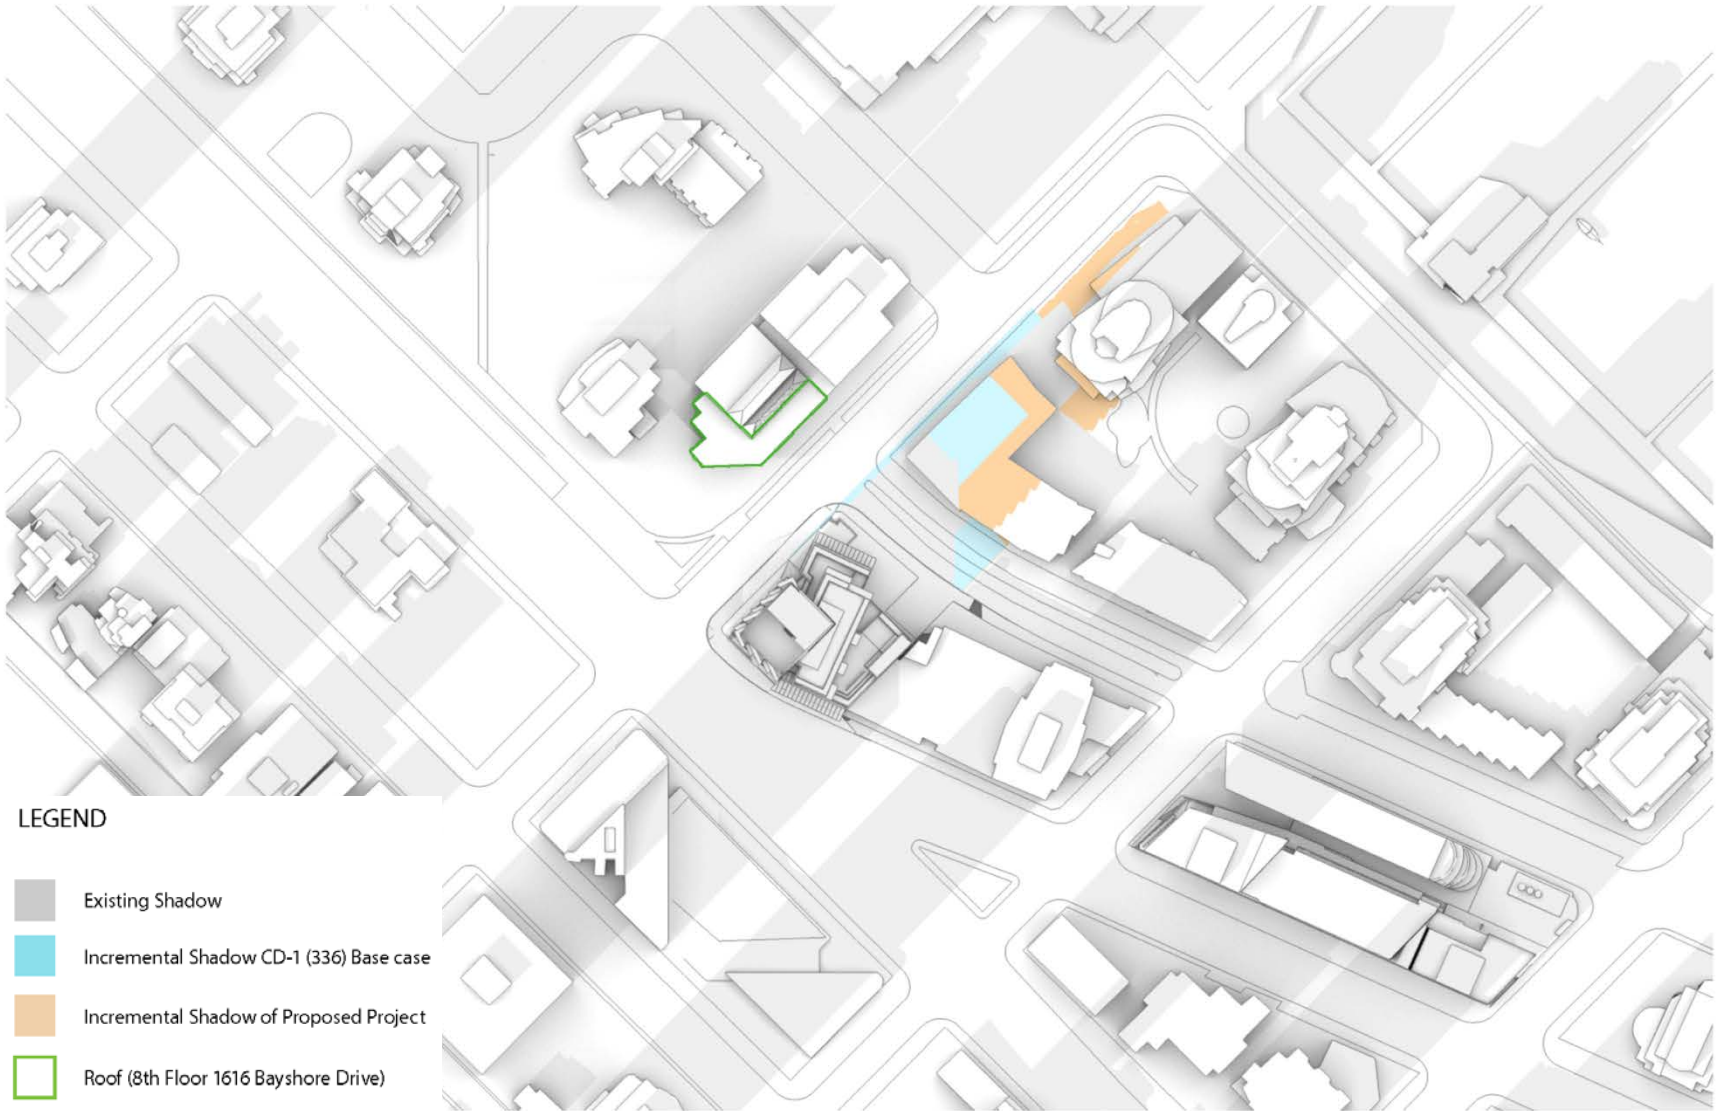 LEGEND
Existing Shadow
Incremental Shadow CD-1 (336) Base case
Incremental Shadow of Proposed Project
Roof (8th Floor 1616 Bayshore Drive)